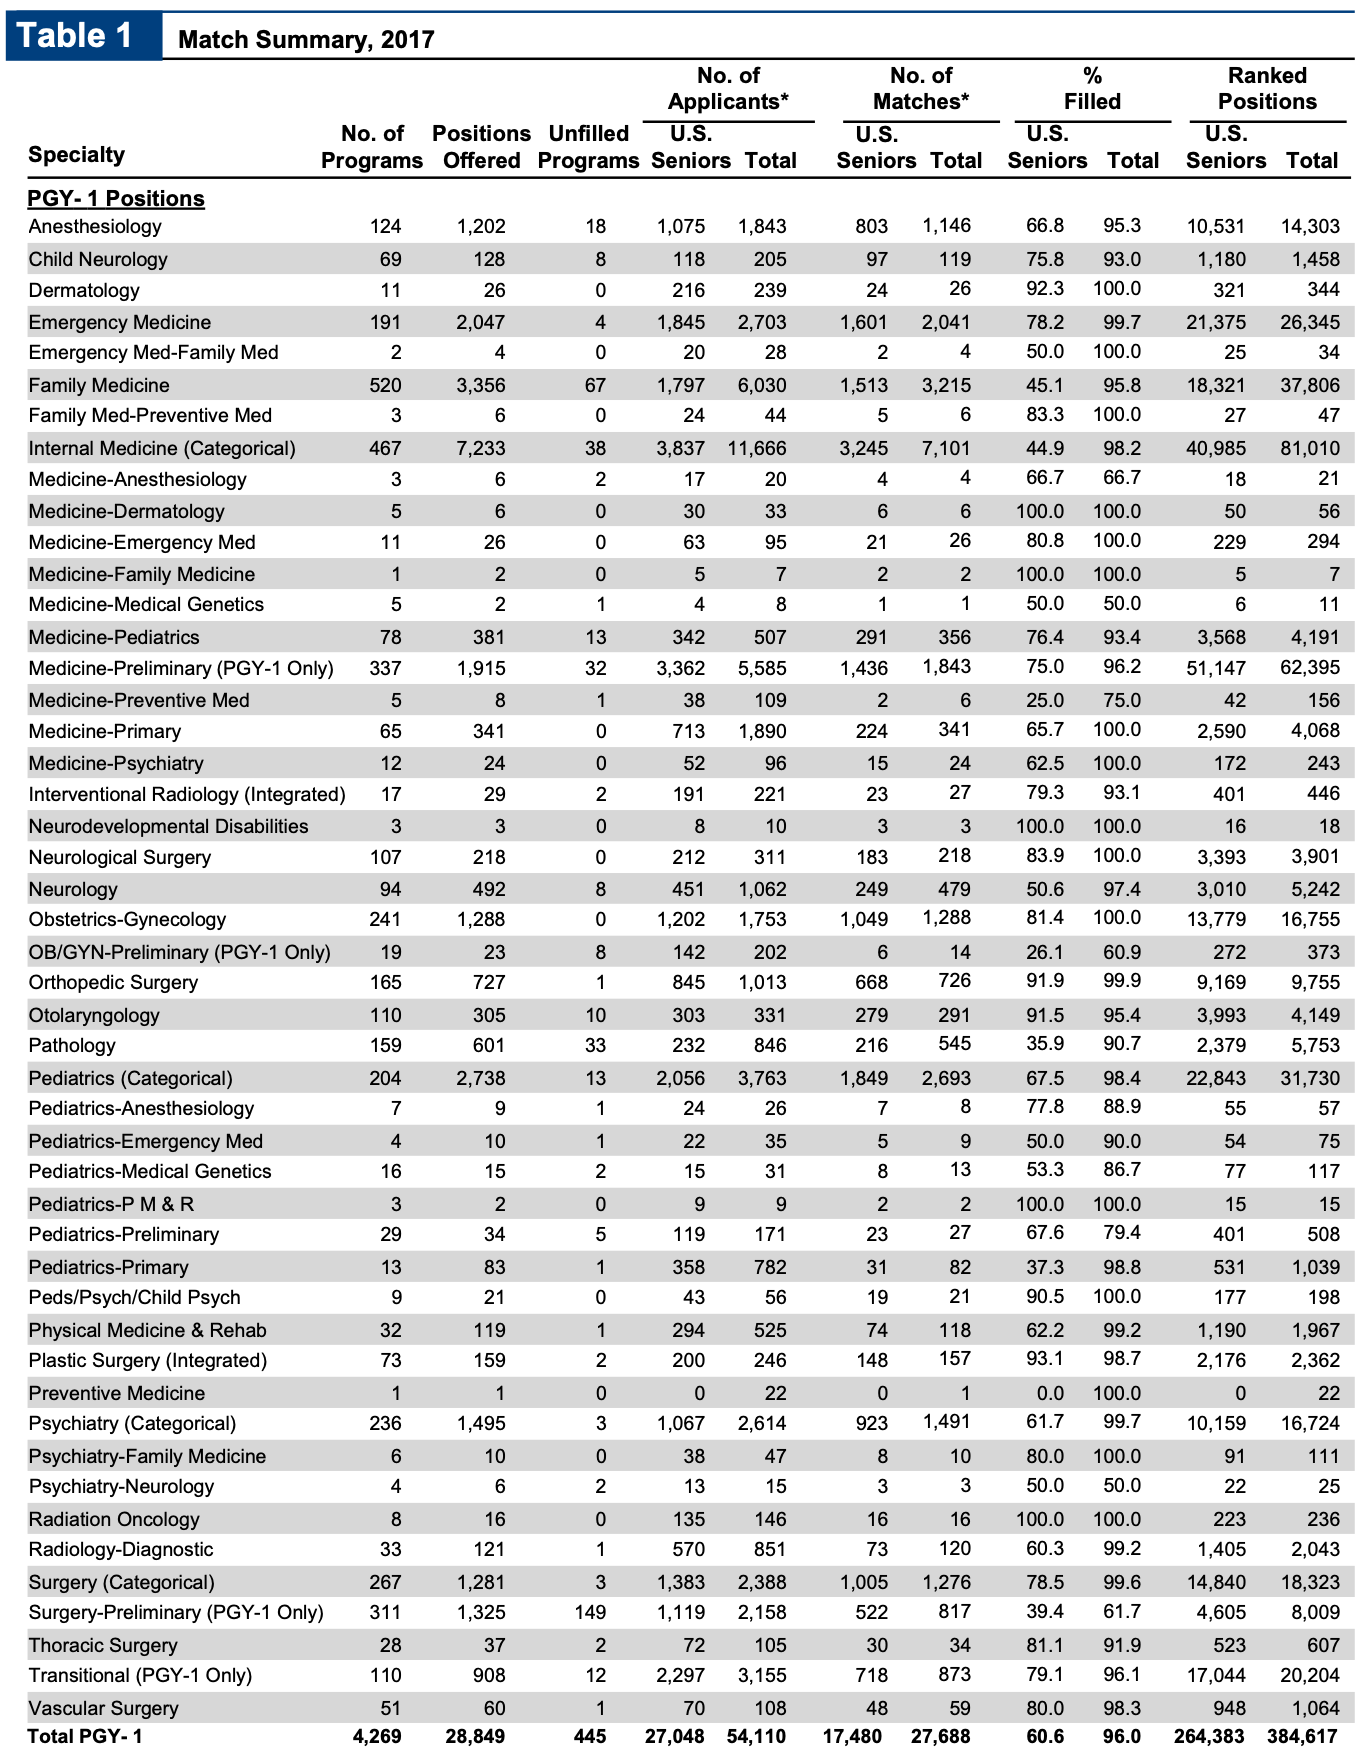 Table 1 Match Summary, 2017
No. of No. of % Ranked
Applicants* Matches* Filled Positions
No. of Positions Unfilled U.S. U.S. U.S. U.S.
Specialty Programs Offered Programs Seniors Total Seniors Total Seniors Total Seniors Total
PGY- 1 Positions
Anesthesiology 124 1,202 18 1,075 1,843 803 1,146 66.8 95.3 10,531 14,303
Child Neurology 69 128 8 118 205 97 119 75.8 93.0 1,180 1,458
Dermatology 11 26 0 216 239 24 26 92.3 100.0 321 344
Emergency Medicine 191 2,047 4 1,845 2,703 1,601 2,041 78.2 99.7 21,375 26,345
Emergency Med-Family Med 2 4 0 20 28 2 4 50.0 100.0 25 34
Family Medicine 520 3,356 67 1,797 6,030 1,513 3,215 45.1 95.8 18,321 37,806
Family Med-Preventive Med 3 6 0 24 44 5 6 83.3 100.0 27 47
Internal Medicine (Categorical) 467 7,233 38 3,837 11,666 3,245 7,101 44.9 98.2 40,985 81,010
Medicine-Anesthesiology 3 6 2 17 20 4 4 66.7 66.7 18 21
Medicine-Dermatology 5 6 0 30 33 6 6 100.0 100.0 50 56
Medicine-Emergency Med 11 26 0 63 95 21 26 80.8 100.0 229 294
Medicine-Family Medicine 1 2 0 5 7 2 2 100.0 100.0 5 7
Medicine-Medical Genetics 5 2 1 4 8 1 1 50.0 50.0 6 11
Medicine-Pediatrics 78 381 13 342 507 291 356 76.4 93.4 3,568 4,191
Medicine-Preliminary (PGY-1 Only) 337 1,915 32 3,362 5,585 1,436 1,843 75.0 96.2 51,147 62,395
Medicine-Preventive Med 5 8 1 38 109 2 6 25.0 75.0 42 156
Medicine-Primary 65 341 0 713 1,890 224 341 65.7 100.0 2,590 4,068
Medicine-Psychiatry 12 24 0 52 96 15 24 62.5 100.0 172 243
Interventional Radiology (Integrated) 17 29 2 191 221 23 27 79.3 93.1 401 446
Neurodevelopmental Disabilities 3 3 0 8 10 3 3 100.0 100.0 16 18
Neurological Surgery 107 218 0 212 311 183 218 83.9 100.0 3,393 3,901
Neurology 94 492 8 451 1,062 249 479 50.6 97.4 3,010 5,242
Obstetrics-Gynecology 241 1,288 0 1,202 1,753 1,049 1,288 81.4 100.0 13,779 16,755
OB/GYN-Preliminary (PGY-1 Only) 19 23 8 142 202 6 14 26.1 60.9 272 373
Orthopedic Surgery 165 727 1 845 1,013 668 726 91.9 99.9 9,169 9,755
Otolaryngology 110 305 10 303 331 279 291 91.5 95.4 3,993 4,149
Pathology 159 601 33 232 846 216 545 35.9 90.7 2,379 5,753
Pediatrics (Categorical) 204 2,738 13 2,056 3,763 1,849 2,693 67.5 98.4 22,843 31,730
Pediatrics-Anesthesiology 7 9 1 24 26 7 8 77.8 88.9 55 57
Pediatrics-Emergency Med 4 10 1 22 35 5 9 50.0 90.0 54 75
Pediatrics-Medical Genetics 16 15 2 15 31 8 13 53.3 86.7 77 117
Pediatrics-P M & R 3 2 0 9 9 2 2 100.0 100.0 15 15
Pediatrics-Preliminary 29 34 5 119 171 23 27 67.6 79.4 401 508
Pediatrics-Primary 13 83 1 358 782 31 82 37.3 98.8 531 1,039
Peds/Psych/Child Psych 9 21 0 43 56 19 21 90.5 100.0 177 198
Physical Medicine & Rehab 32 119 1 294 525 74 118 62.2 99.2 1,190 1,967
Plastic Surgery (Integrated) 73 159 2 200 246 148 157 93.1 98.7 2,176 2,362
Preventive Medicine 1 1 0 0 22 0 1 0.0 100.0 0 22
Psychiatry (Categorical) 236 1,495 3 1,067 2,614 923 1,491 61.7 99.7 10,159 16,724
Psychiatry-Family Medicine 6 10 0 38 47 8 10 80.0 100.0 91 111
Psychiatry-Neurology 4 6 2 13 15 3 3 50.0 50.0 22 25
Radiation Oncology 8 16 0 135 146 16 16 100.0 100.0 223 236
Radiology-Diagnostic 33 121 1 570 851 73 120 60.3 99.2 1,405 2,043
Surgery (Categorical) 267 1,281 3 1,383 2,388 1,005 1,276 78.5 99.6 14,840 18,323
Surgery-Preliminary (PGY-1 Only) 311 1,325 149 1,119 2,158 522 817 39.4 61.7 4,605 8,009
Thoracic Surgery 28 37 2 72 105 30 34 81.1 91.9 523 607
Transitional (PGY-1 Only) 110 908 12 2,297 3,155 718 873 79.1 96.1 17,044 20,204
Vascular Surgery 51 60 1 70 108 48 59 80.0 98.3 948 1,064
Total PGY- 1 4,269 28,849 445 27,048 54,110 17,480 27,688 60.6 96.0 264,383 384,617